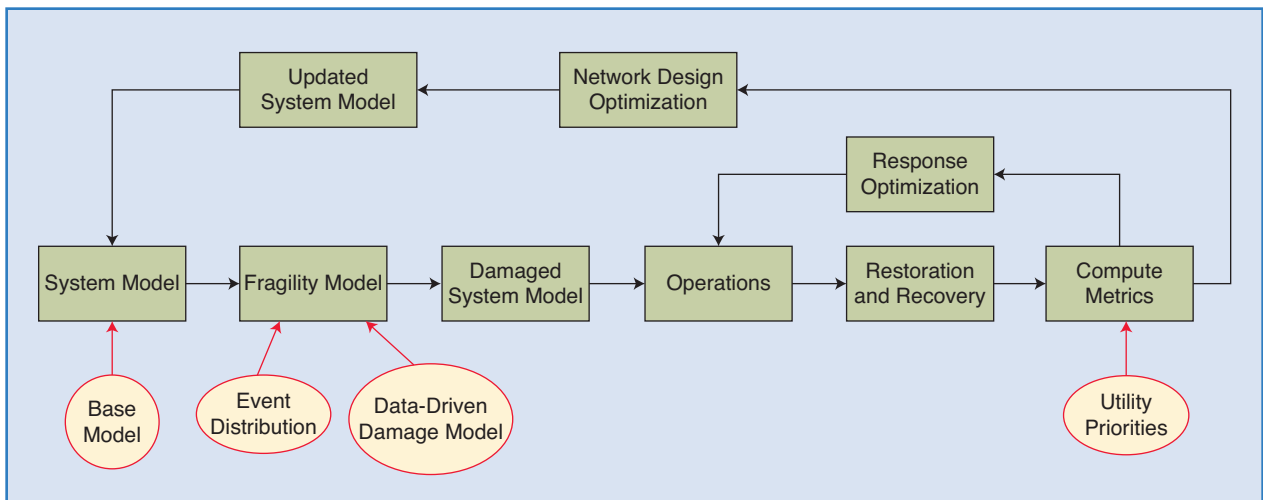 Updated
System Model
Network Design
Optimization
Response
Optimization
System Model
Fragility Model
Damaged
System Model
Operations
Restoration
and Recovery
Compute
Metrics
Base
Model
Event
Distribution
Data-Driven
Damage Model
Utility
Priorities